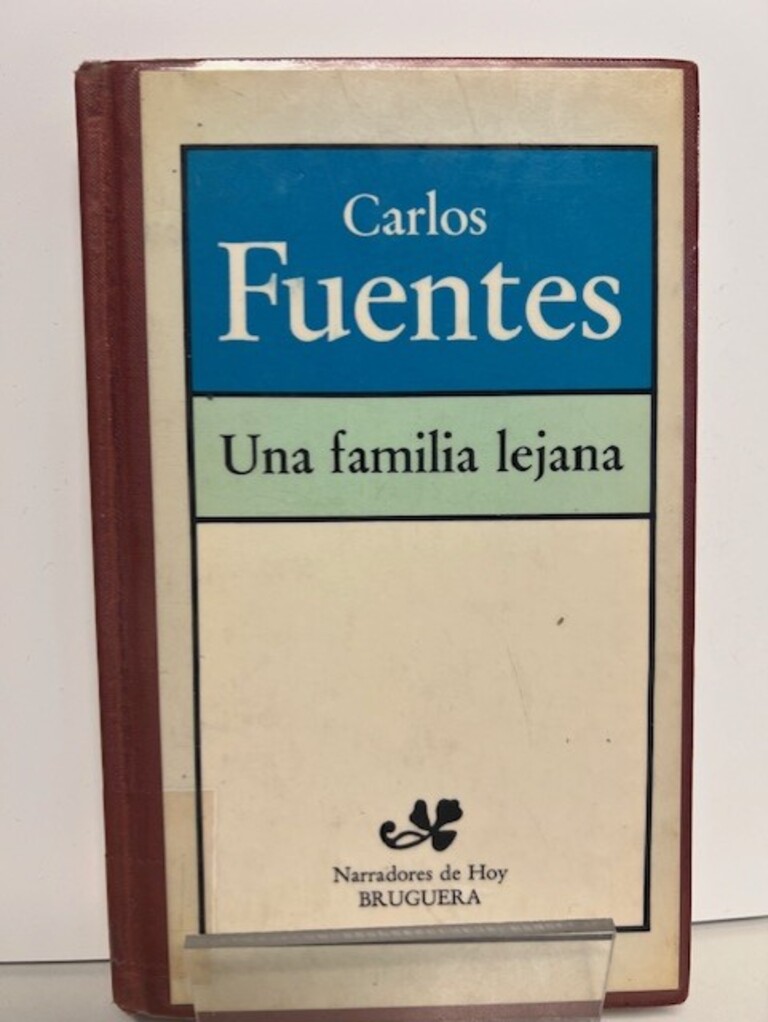 Carlos
Fuentes
Una familia lejana
Narradores de Hoy
BRUGUERA